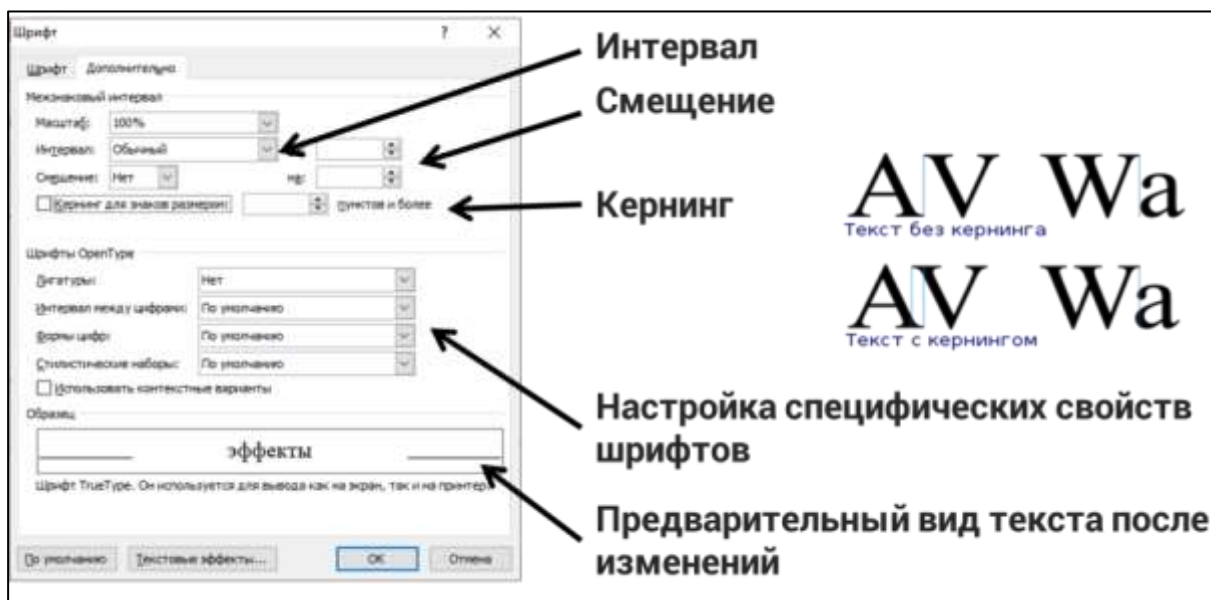 Шрифт ? ×
Шрифт Дополнительно
Межзнаковый интервал
Масштаб: 100%
Интервал: Обычный
Смещение: Нет на:
Кернинг для знаков размером: пунктов и более
Шрифты OpenType
Лигатуры: Нет
Интервал между цифрами: По умолчанию
Формы цифр: По умолчанию
Стилистические наборы: По умолчанию
Использовать контекстные варианты
Образец
эффекты
Шрифт TrueType. Он используется для вывода как на экран, так и на принтер.
По умолчанию Текстовые эффекты... ОК Отмена
Интервал
Смещение
Кернинг
Настройка специфических свойств
шрифтов
Предварительный вид текста после
изменений
AV Wa
Текст без кернинга
AV Wa
Текст с кернингом